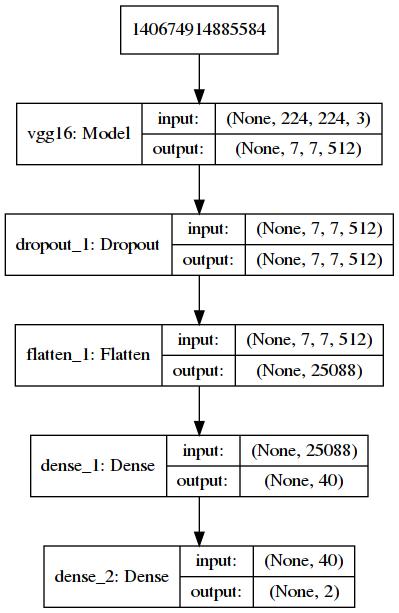 140674914885584
vgg16: Model
input:
(None, 224, 224, 3)
output:
(None, 7, 7, 512)
dropout_1: Dropout
input:
(None, 7, 7, 512)
output:
(None, 7, 7, 512)
flatten_1: Flatten
input:
(None, 7, 7, 512)
output:
(None, 25088)
dense_1: Dense
input:
(None, 25088)
output:
(None, 40)
dense_2: Dense
input:
(None, 40)
output:
(None, 2)